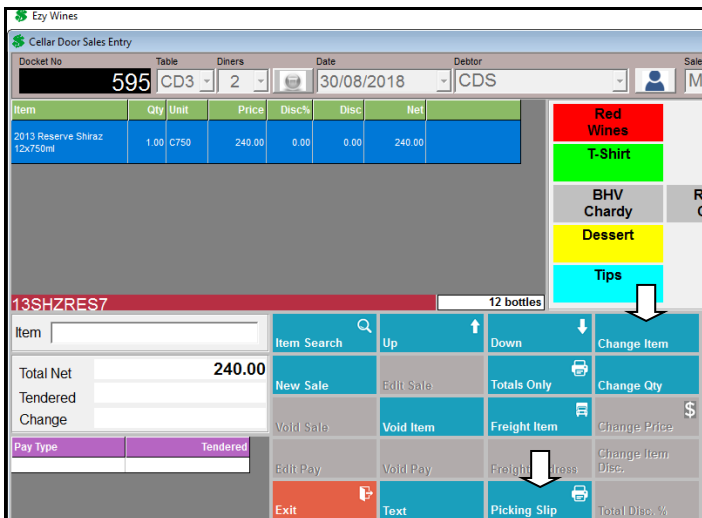 Ezy Wines
Cellar Door Sales Entry
Docket No Table Diners Date Debtor Sale
595 CD3 2 30/08/2018 CDS M
Item Qty Unit Price Disc% Disc Net
2013 Reserve Shiraz
12x750ml
1.00 C750 240.00 0.00 0.00 240.00
Red
Wines
T-Shirt
BHV
Chardy
Dessert
Tips
13SHZRES7 12 bottles
Item
Item Search Up Down Change Item
Total Net 240.00
Tendered
Change
New Sale Edit Sale Totals Only Change Qty
Void Sale Void Item Freight Item Change Price
Pay Type Tendered
Edit Pay Void Pay Change Item
Disc.
Exit Text Picking Slip Total Disc. %